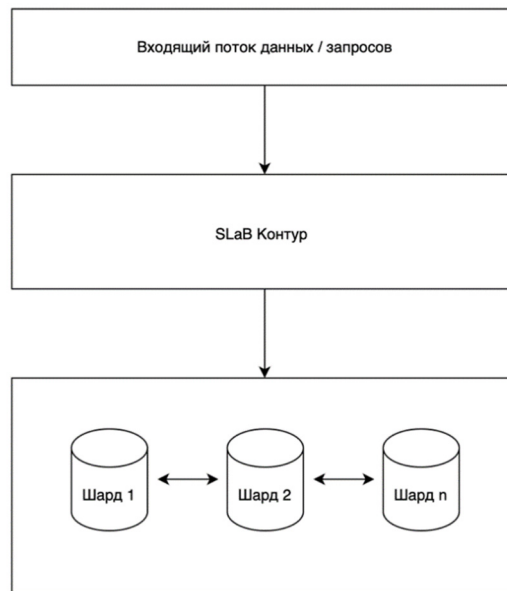 Входящий поток данных / запросов
SLaB Контур
Шард 1
Шард 2
Шард n